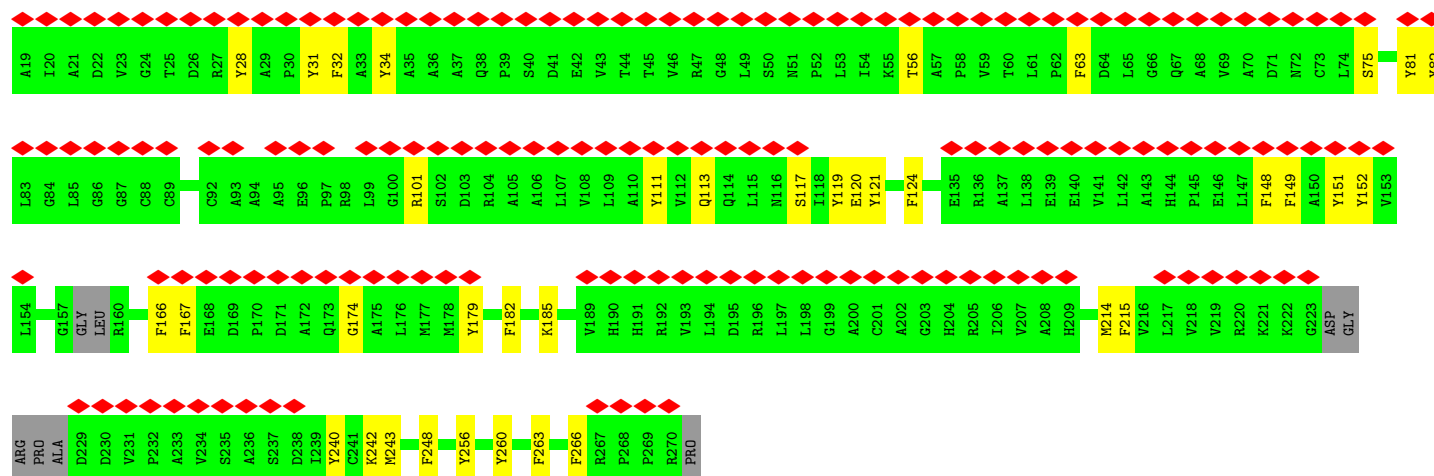 A19 I20 A21 D22 V23 G24 T25 D26 R27 Y28 A29 P30 Y31 F32 A33 Y34 A35 A36 A37 Q38 P39 S40 D41 E42 V43 T44 T45 V46 R47 G48 L49 S50 N51 P52 L53 I54 K55 T56 A57 P58 V59 T60 L61 P62 F63 D64 L65 G66 Q67 A68 V69 A70 D71 N72 C73 L74 S75 Y81
L83 G84 L85 G86 G87 C88 C89 C92 A93 A94 A95 E96 P97 R98 L99 G100 R101 S102 D103 R104 A105 A106 L107 V108 L109 A110 Y111 V112 Q113 Q114 L115 N116 S117 I118 Y119 E120 Y121 F124 E135 R136 A137 L138 E139 E140 V141 L142 A143 H144 P145 E146 L147 F148 F149 A150 Y151 Y152 V153
L154 G157 GLY LEU R160 F166 F167 E168 D169 P170 D171 A172 Q173 G174 A175 L176 M177 M178 Y179 F182 K185 V189 H190 H191 R192 V193 L194 D195 R196 L197 L198 G199 A200 C201 A202 G203 H204 R205 I206 V207 A208 H209 M214 F215 V216 L217 V218 V219 R220 K221 K222 G223 ASP GLY
ARG PRO ALA D229 D230 V231 P232 A233 V234 S235 A236 S237 D238 I239 Y240 C241 K242 M243 F248 Y256 Y260 F263 F266 R267 P268 P269 R270 PRO